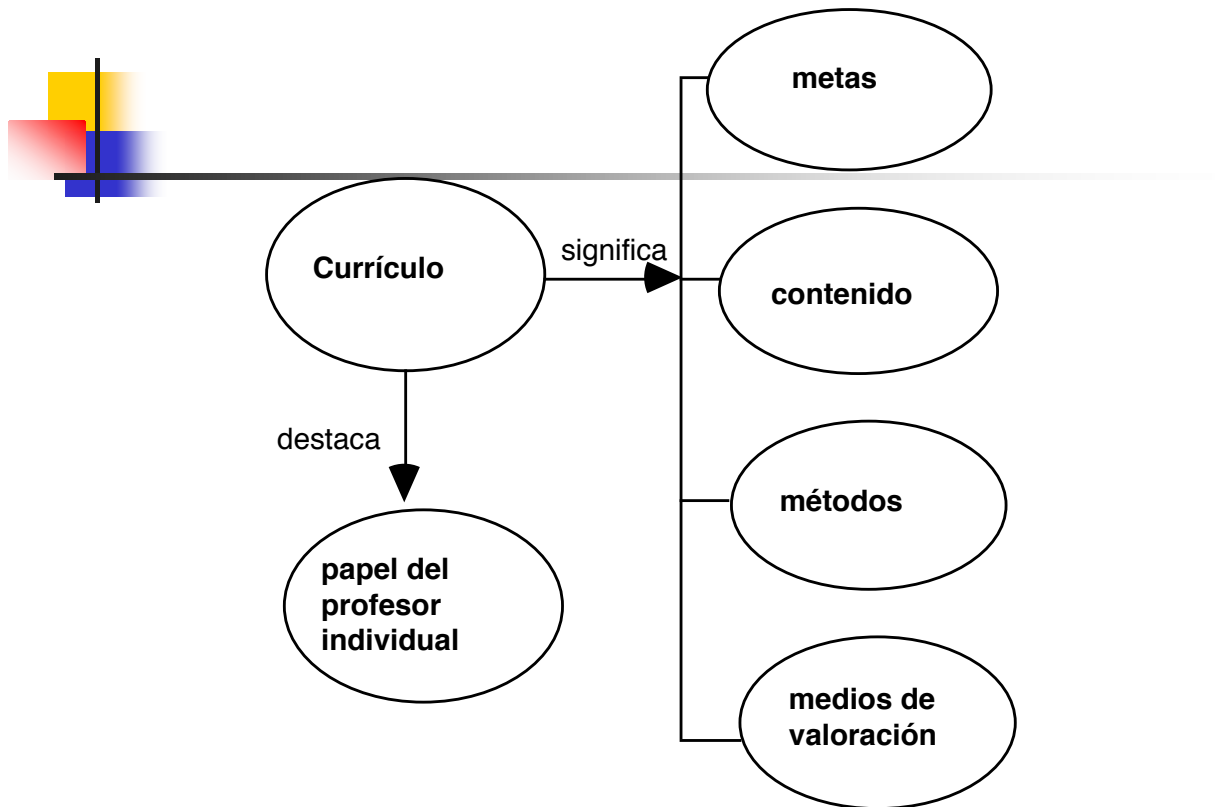 metas
significa
Currículo
contenido
destaca
métodos
papel del
profesor
individual
medios de
valoración